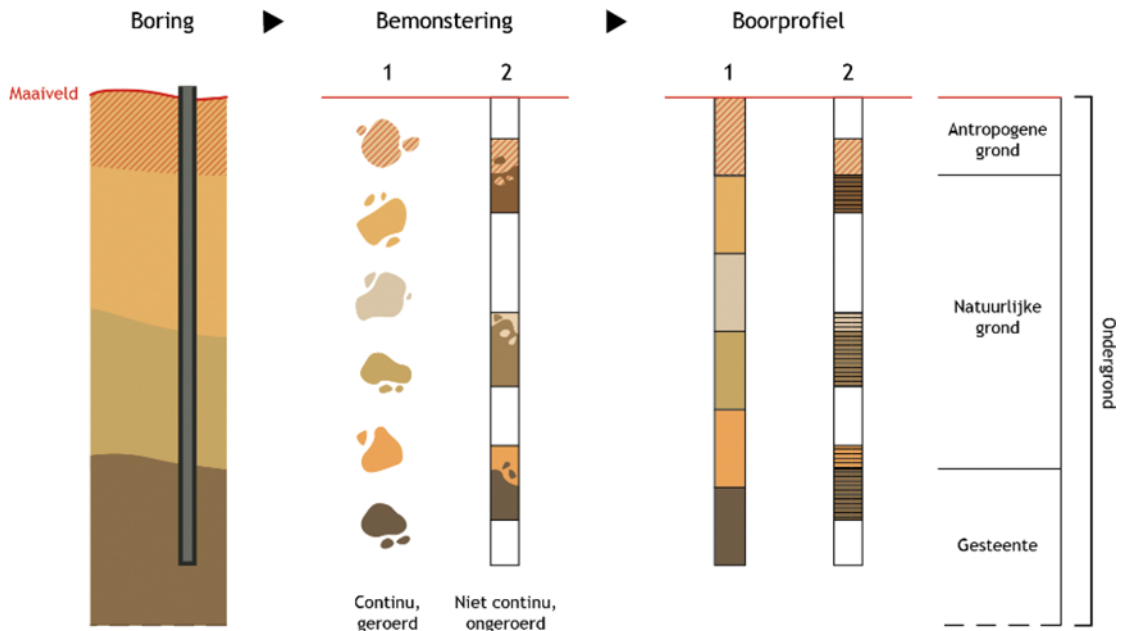 Boring
Bemonstering
Boorprofiel
1
2
1
2
Maaiveld
Antropogene
grond
Natuurlijke
grond
Gesteente
Ondergrond
Continu,
geroerd
Niet continu,
ongeroerd